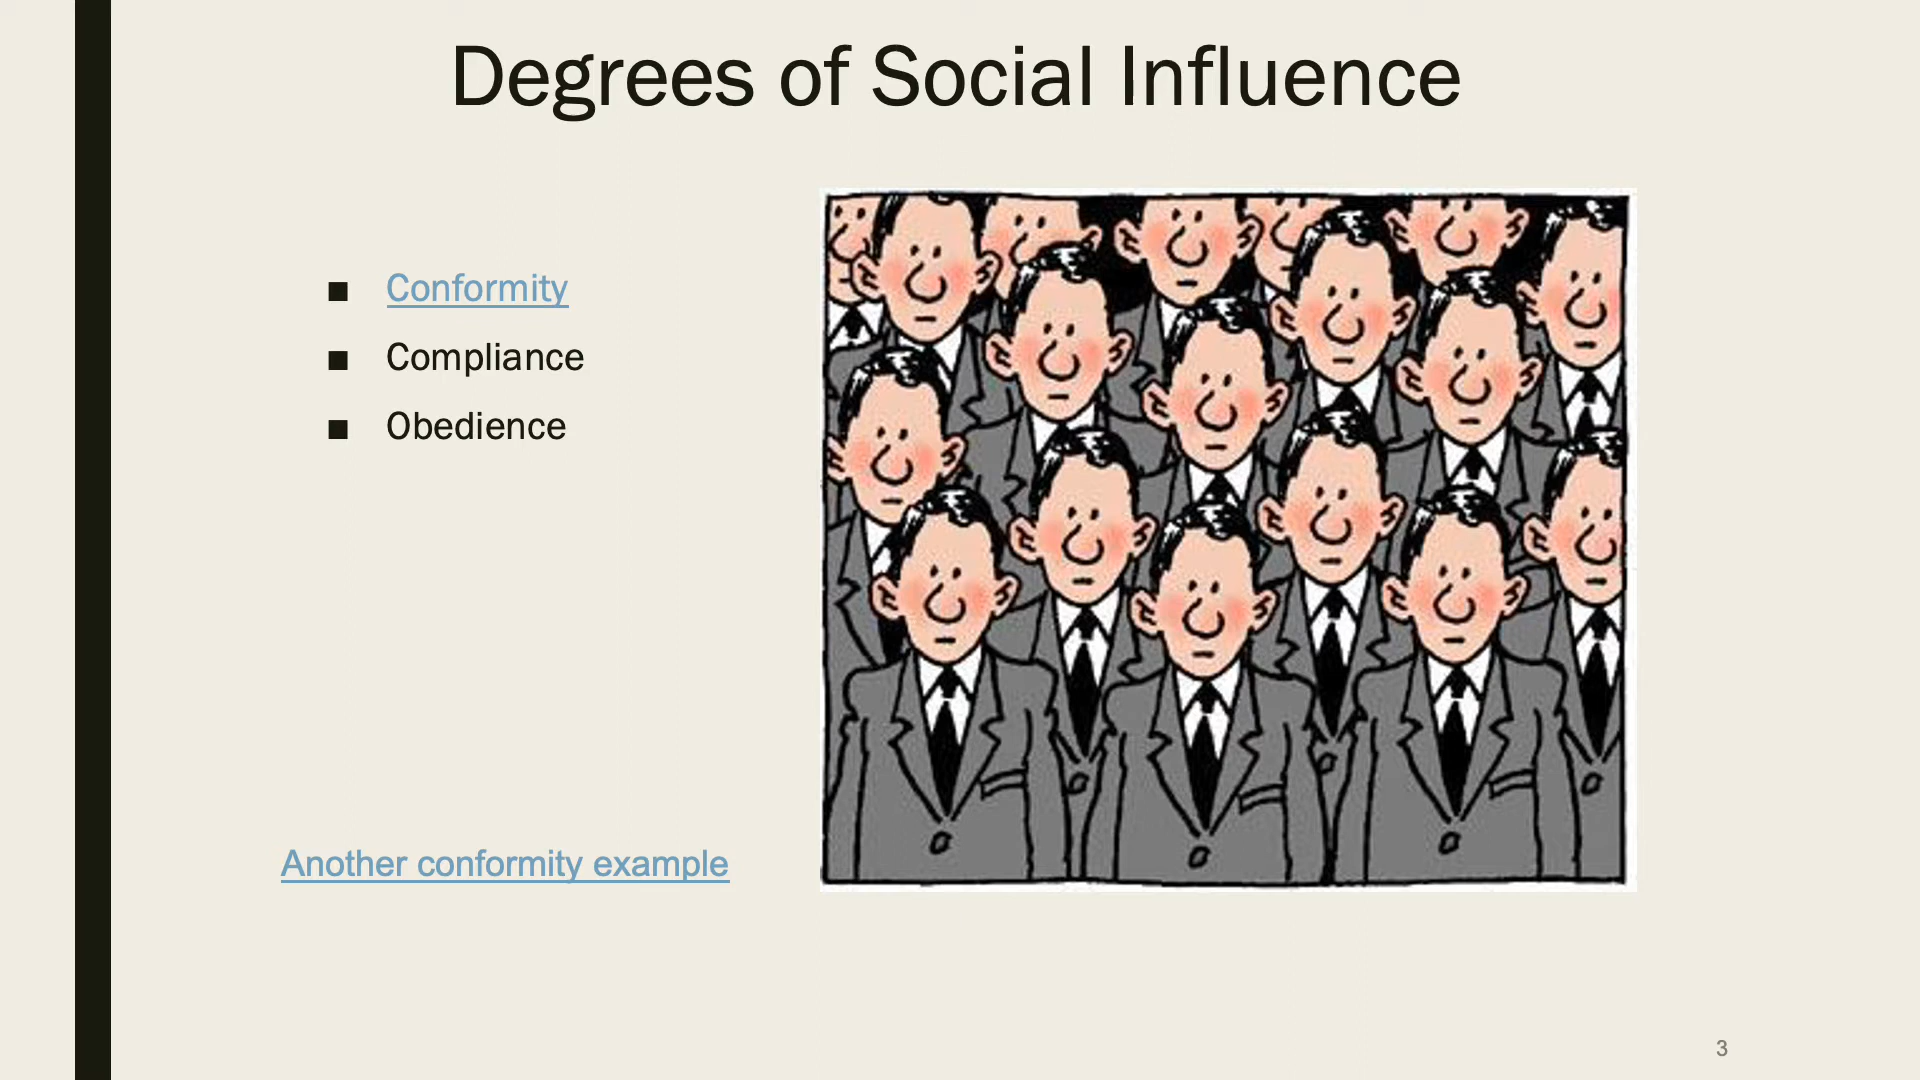 Degrees of Social Influence
■ Conformity
■ Compliance
■ Obedience
Another conformity example
3